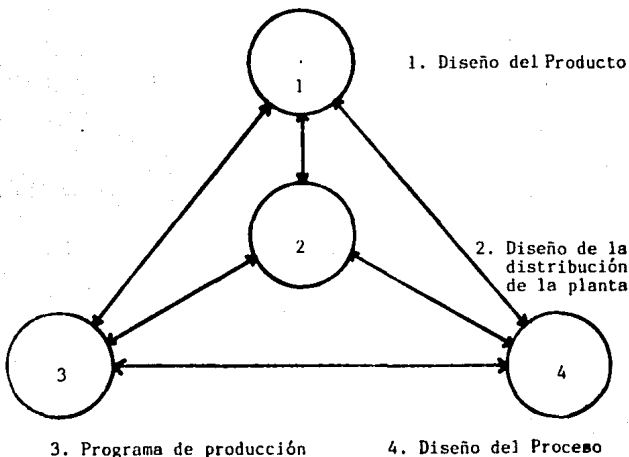 1
1. Diseño del Producto
2
2. Diseño de la
distribución
de la planta
3
4
3. Programa de producción
4. Diseño del Proceso